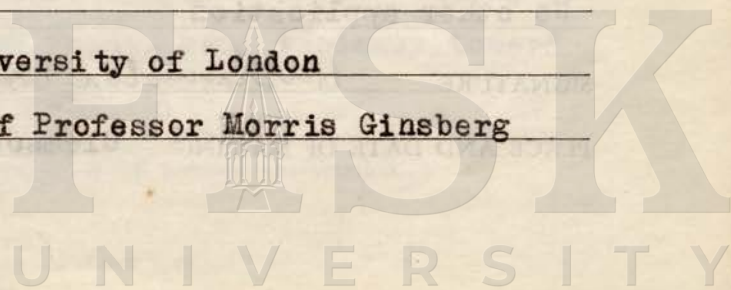 versity of London
f Professor Morris Ginsberg
FISK
UNIVERSITY